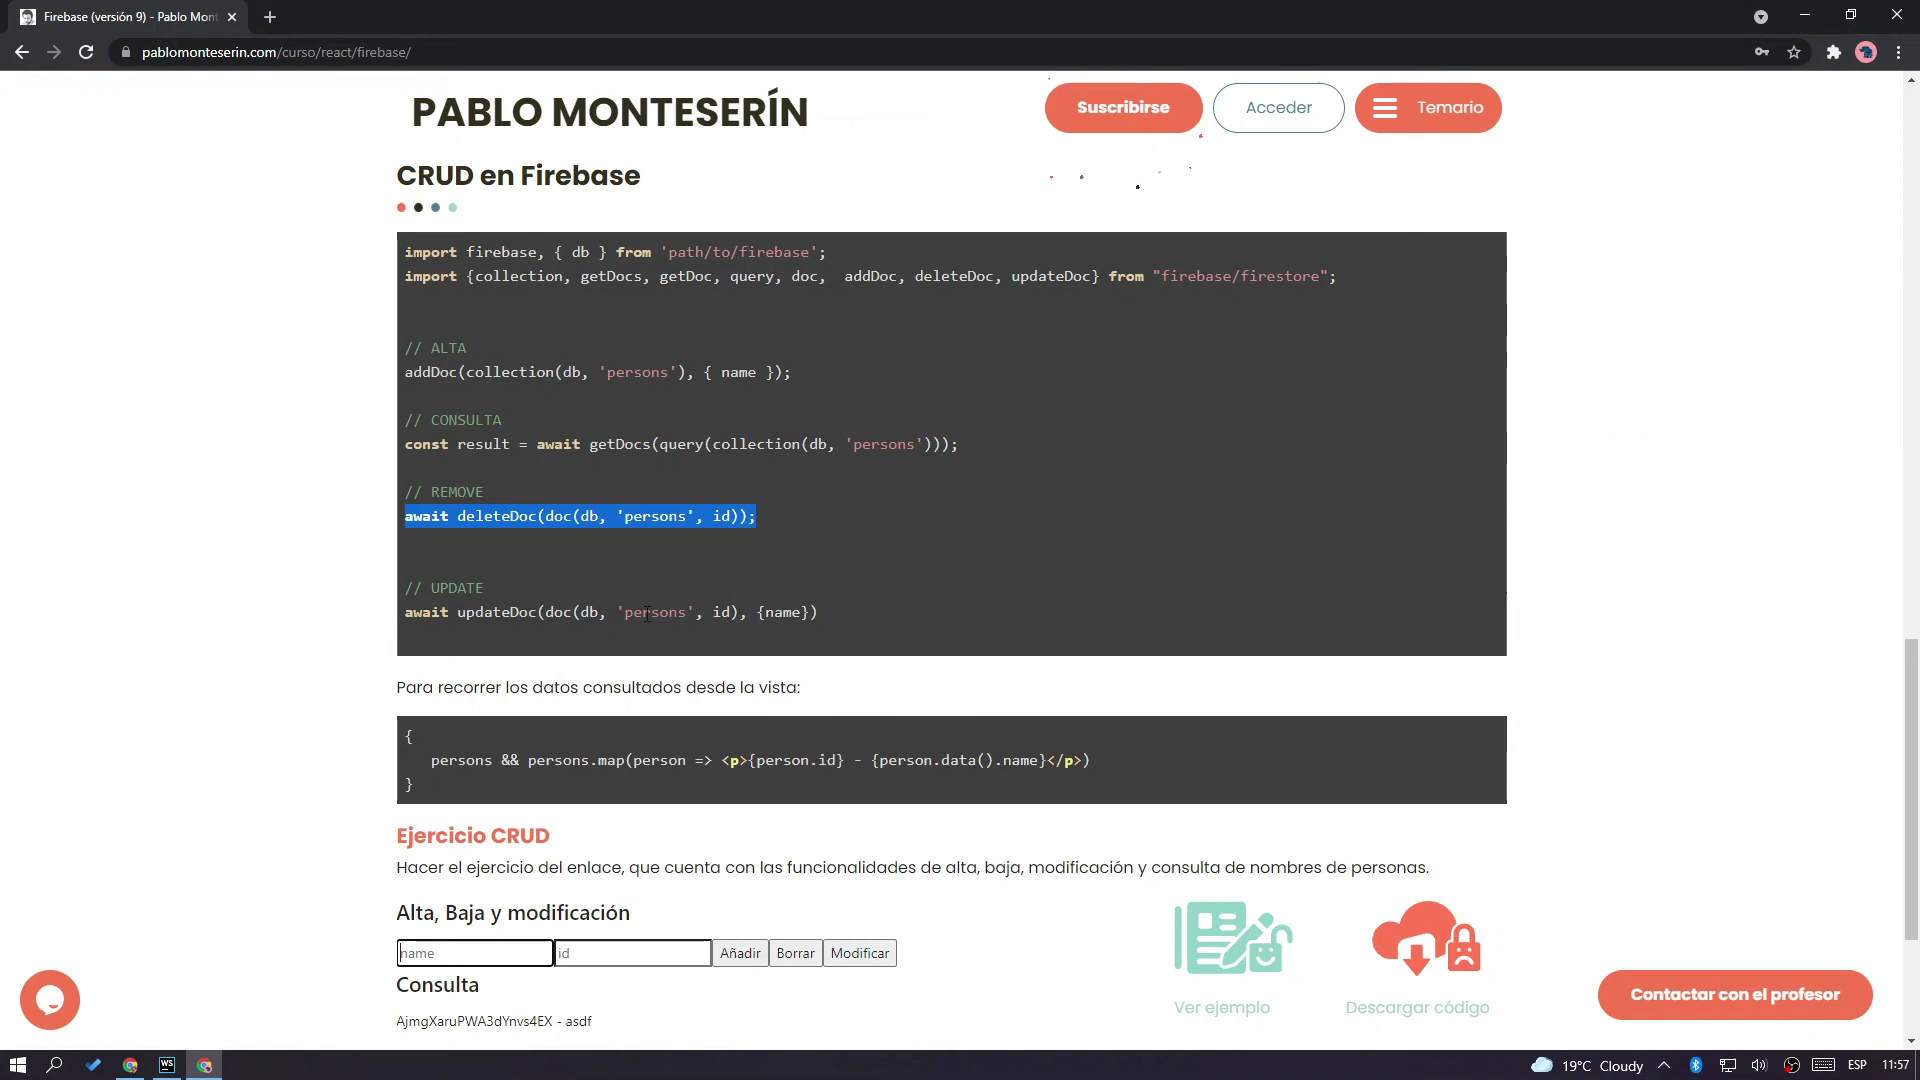 Firebase (versión 9) - Pablo Mont
pablomonteserin.com/curso/react/firebase/
PABLO MONTESERÍN
Suscribirse
Acceder
Temario
CRUD en Firebase
import firebase, { db } from 'path/to/firebase';
import {collection, getDocs, getDoc, query, doc,  addDoc, deleteDoc, updateDoc} from "firebase/firestore";
// ALTA
addDoc(collection(db, 'persons'), { name });
// CONSULTA
const result = await getDocs(query(collection(db, 'persons')));
// REMOVE
await deleteDoc(doc(db, 'persons', id));
// UPDATE
await updateDoc(doc(db, 'persons', id), {name})
Para recorrer los datos consultados desde la vista:
{
persons && persons.map(person => <p>{person.id} - {person.data().name}</p>)
}
Ejercicio CRUD
Hacer el ejercicio del enlace, que cuenta con las funcionalidades de alta, baja, modificación y consulta de nombres de personas.
Alta, Baja y modificación
name
id
Añadir
Borrar
Modificar
Consulta
AjmgXaruPWA3dYnvs4EX - asdf
Ver ejemplo
Descargar código
Contactar con el profesor
WS
19°C Cloudy
ESP
11:57